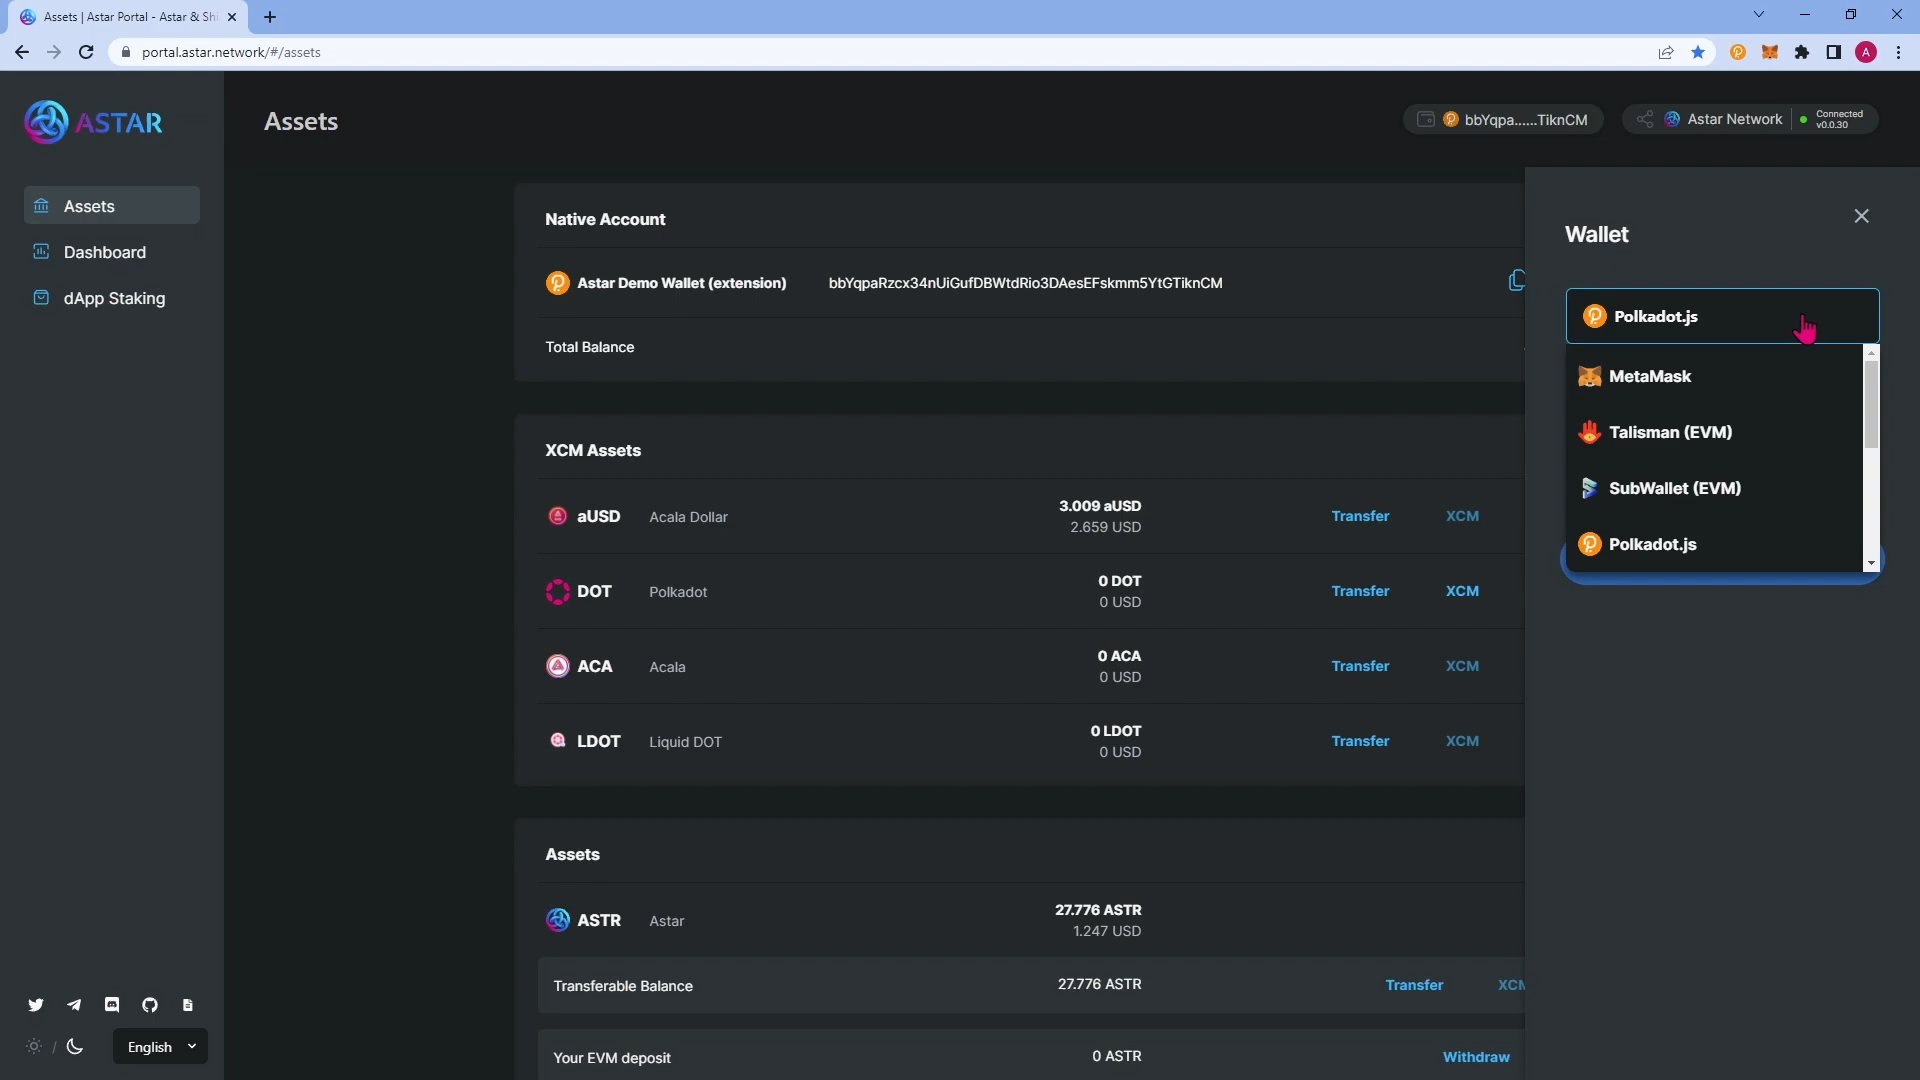 Assets | Astar Portal - Astar & Shi
portal.astar.network/#/assets
A
ASTAR
Assets
bbYqpa......TiknCM
Astar Network
Connected
v0.0.30
Assets
Dashboard
dApp Staking
Native Account
Astar Demo Wallet (extension)
bbYqpaRzcx34nUiGufDBWtdRio3DAesEFskmm5YtGTiknCM
Total Balance
XCM Assets
aUSD
Acala Dollar
3.009 aUSD
2.659 USD
Transfer
XCM
DOT
Polkadot
0 DOT
0 USD
Transfer
XCM
ACA
Acala
0 ACA
0 USD
Transfer
XCM
LDOT
Liquid DOT
0 LDOT
0 USD
Transfer
XCM
Assets
ASTR
Astar
27.776 ASTR
1.247 USD
Transferable Balance
27.776 ASTR
Transfer
XCM
Your EVM deposit
0 ASTR
Withdraw
Wallet
Polkadot.js
MetaMask
Talisman (EVM)
SubWallet (EVM)
Polkadot.js
/
English